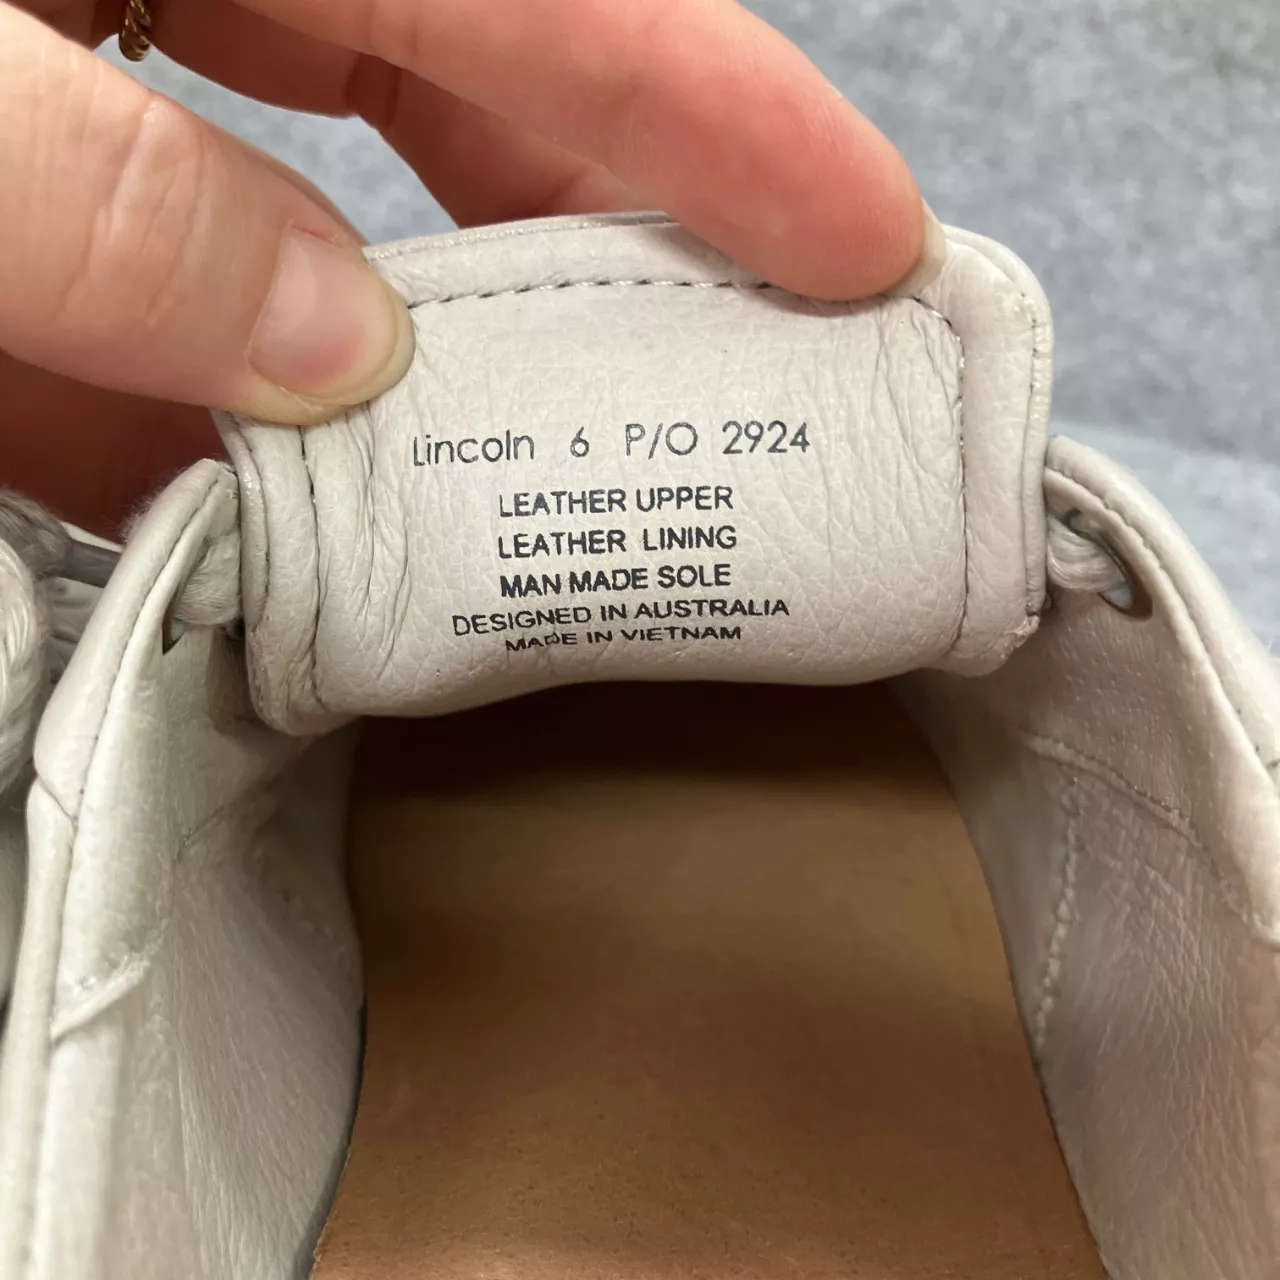 Lincoln 6 P/O 2924
LEATHER UPPER
LEATHER LINING
MAN MADE SOLE
DESIGNED IN AUSTRALIA
MADE IN VIETNAM